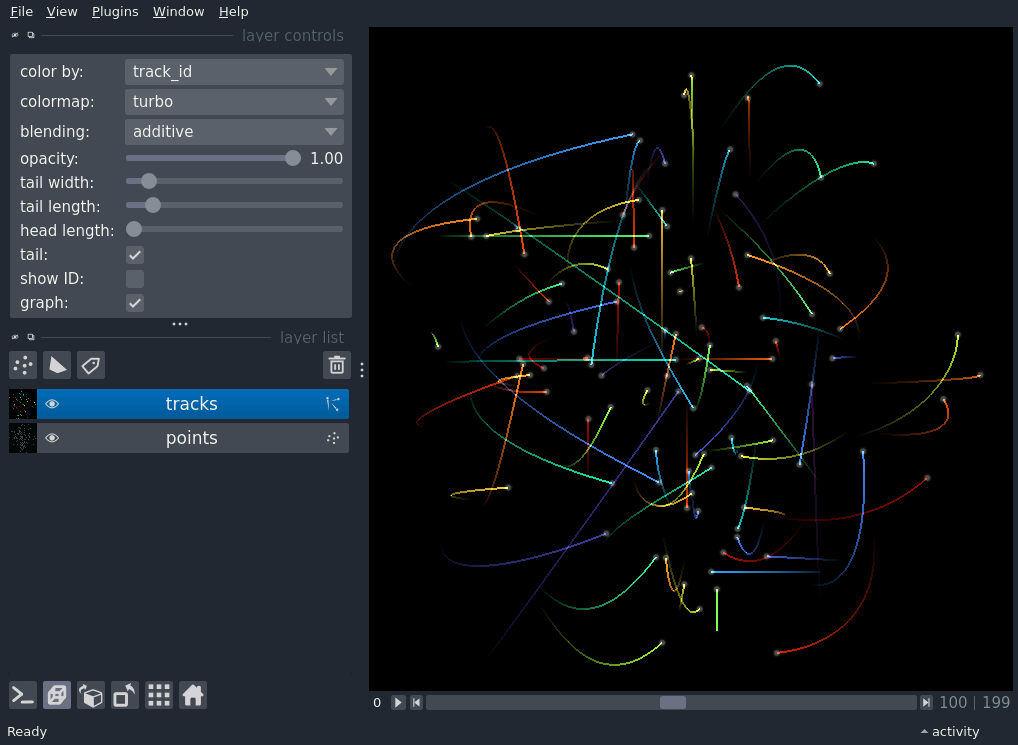 File View Plugins Window Help
layer controls
color by: track_id
colormap: turbo
blending: additive
opacity: 1.00
tail width:
tail length:
head length:
tail:
show ID:
graph:
layer list
tracks
points
0 100 | 199
Ready activity